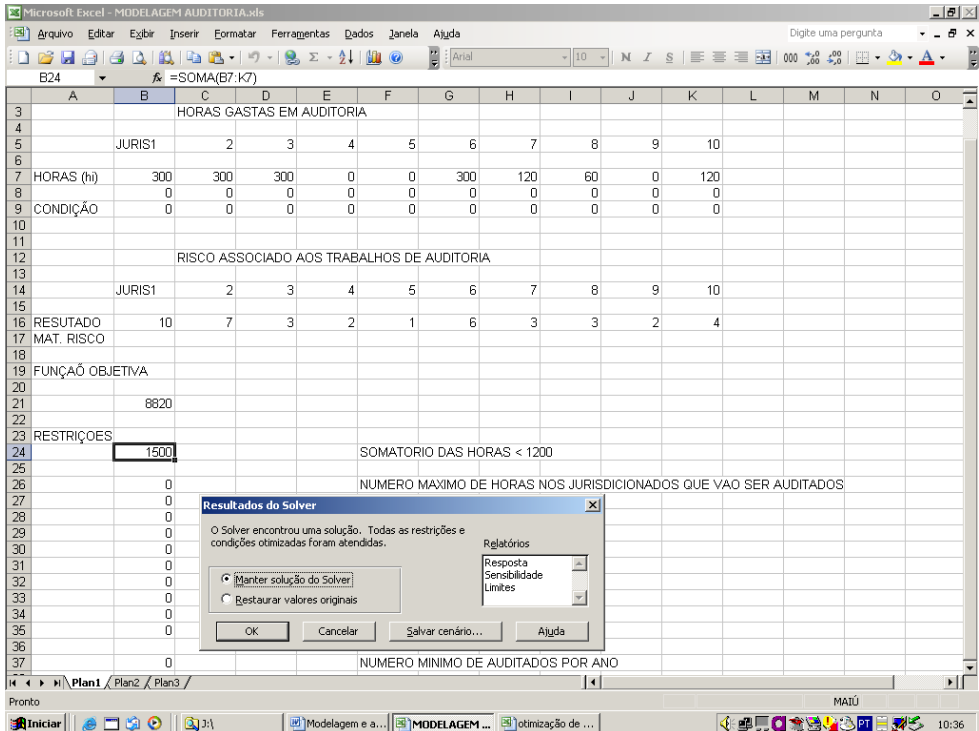 Microsoft Excel - MODELAGEM AUDITORIA.xls
Arquivo Editar Exibir Inserir Formatar Ferramentas Dados Janela Ajuda Digite uma pergunta
Arial 10 N I S 000
B24 fx =SOMA(B7:K7)
A B C D E F G H I J K L M N O
3 HORAS GASTAS EM AUDITORIA
4
5 JURIS1 2 3 4 5 6 7 8 9 10
6
7 HORAS (hi) 300 300 300 0 0 300 120 60 0 120
8 0 0 0 0 0 0 0 0 0 0
9 CONDIÇÃO 0 0 0 0 0 0 0 0 0 0
10
11
12 RISCO ASSOCIADO AOS TRABALHOS DE AUDITORIA
13
14 JURIS1 2 3 4 5 6 7 8 9 10
15
16 RESUTADO 10 7 3 2 1 6 3 3 2 4
17 MAT. RISCO
18
19 FUNÇAÕ OBJETIVA
20
21 8820
22
23 RESTRIÇOES
24 1500 SOMATORIO DAS HORAS < 1200
25
26 0 NUMERO MAXIMO DE HORAS NOS JURISDICIONADOS QUE VAO SER AUDITADOS
27 0
28 0
29 0
30 0
31 0
32 0
33 0
34 0
35 0
36
37 0 NUMERO MINIMO DE AUDITADOS POR ANO
Resultados do Solver
O Solver encontrou uma solução. Todas as restrições e
condições otimizadas foram atendidas.
Relatórios
Resposta
Sensibilidade
Limites
Manter solução do Solver
Restaurar valores originais
OK Cancelar Salvar cenário... Ajuda
Plan1 Plan2 Plan3
Pronto MAIÚ
Iniciar J:\ Modelagem e a... MODELAGEM ... otimização de ... PT 10:36